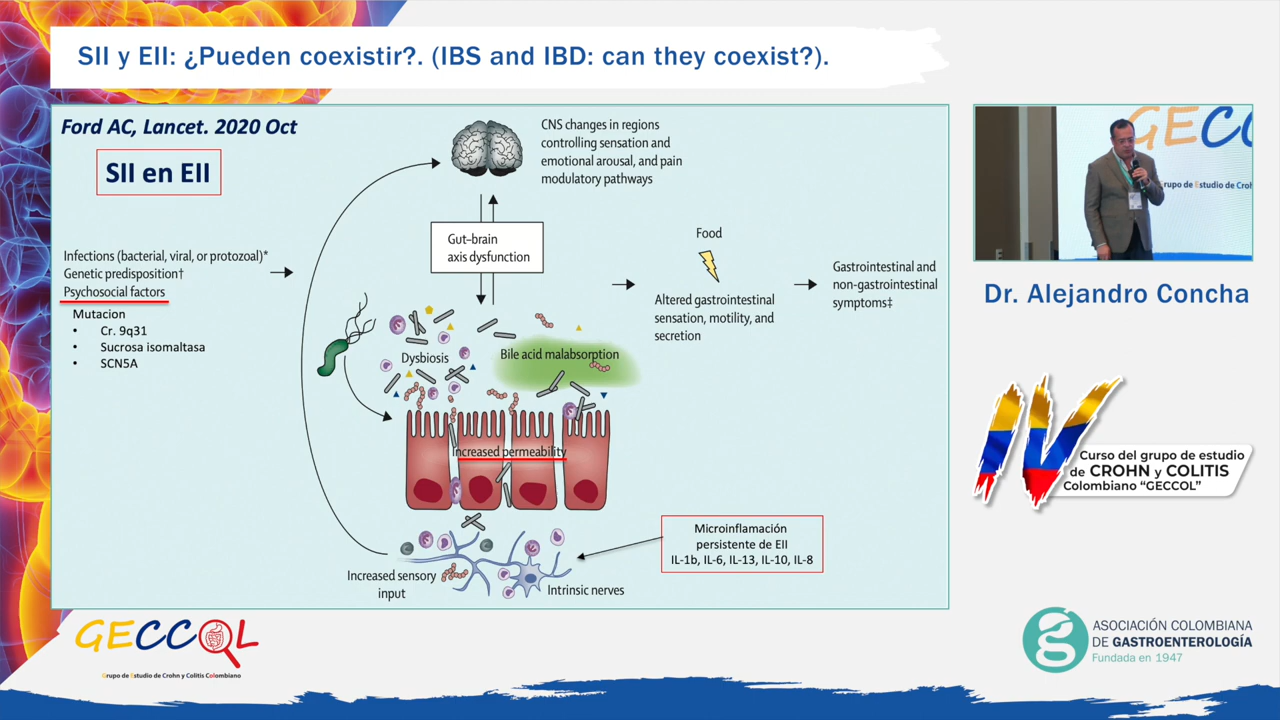 SII y EII: ¿Pueden coexistir?. (IBS and IBD: can they coexist?).
Ford AC, Lancet. 2020 Oct
SII en EII
CNS changes in regions
controlling sensation and
emotional arousal, and pain
modulatory pathways
Gut–brain
axis dysfunction
Infections (bacterial, viral, or protozoal)*
Genetic predisposition†
Psychosocial factors
Mutacion
• Cr. 9q31
• Sucrosa isomaltasa
• SCN5A
Food
Altered gastrointestinal
sensation, motility, and
secretion
Gastrointestinal and
non-gastrointestinal
symptoms‡
Dysbiosis
Bile acid malabsorption
Increased permeability
Microinflamación
persistente de EII
IL-1b, IL-6, IL-13, IL-10, IL-8
Increased sensory
input
Intrinsic nerves
GECC
rupo de Estudio de Croh
Dr. Alejandro Concha
IV
Curso del grupo de estudio
de CROHN y COLITIS
Colombiano “GECCOL”
GECCOL
Grupo de Estudio de Crohn y Colitis Colombiano
ASOCIACIÓN COLOMBIANA
DE GASTROENTEROLOGÍA
Fundada en 1947